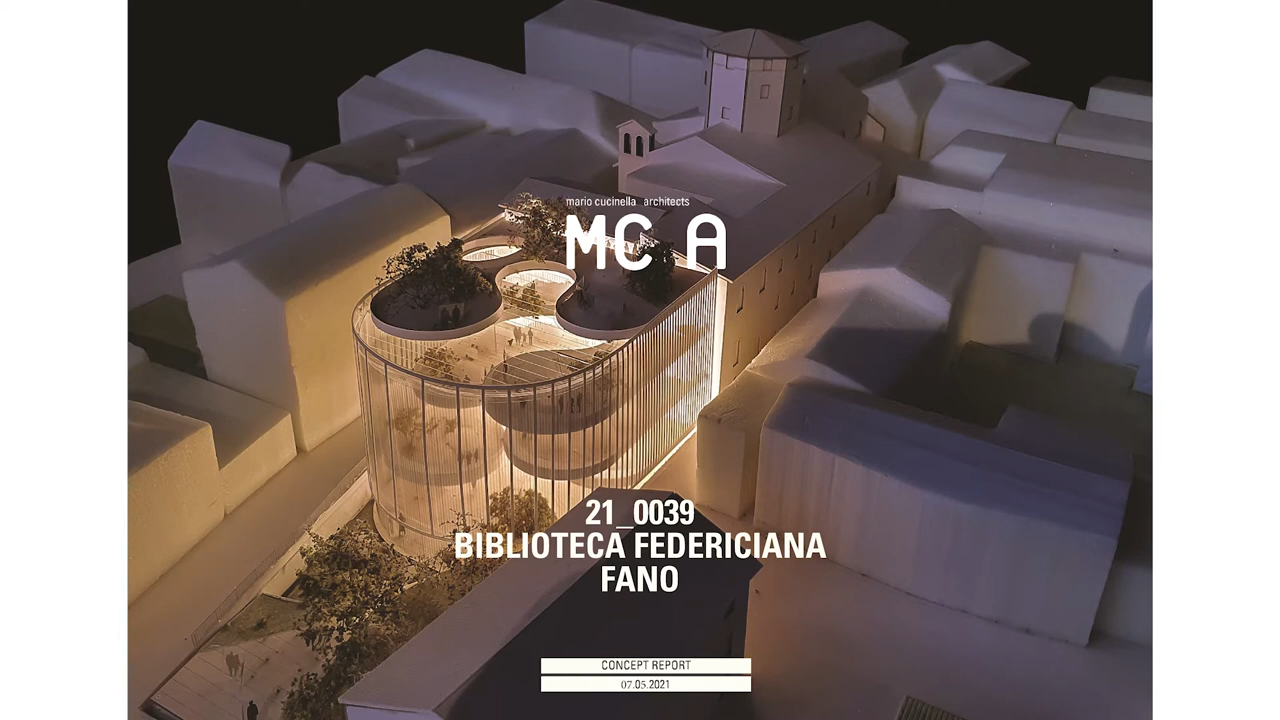 mario cucinella architects
MC A
21_0039
BIBLIOTECA FEDERICIANA
FANO
CONCEPT REPORT
07.05.2021